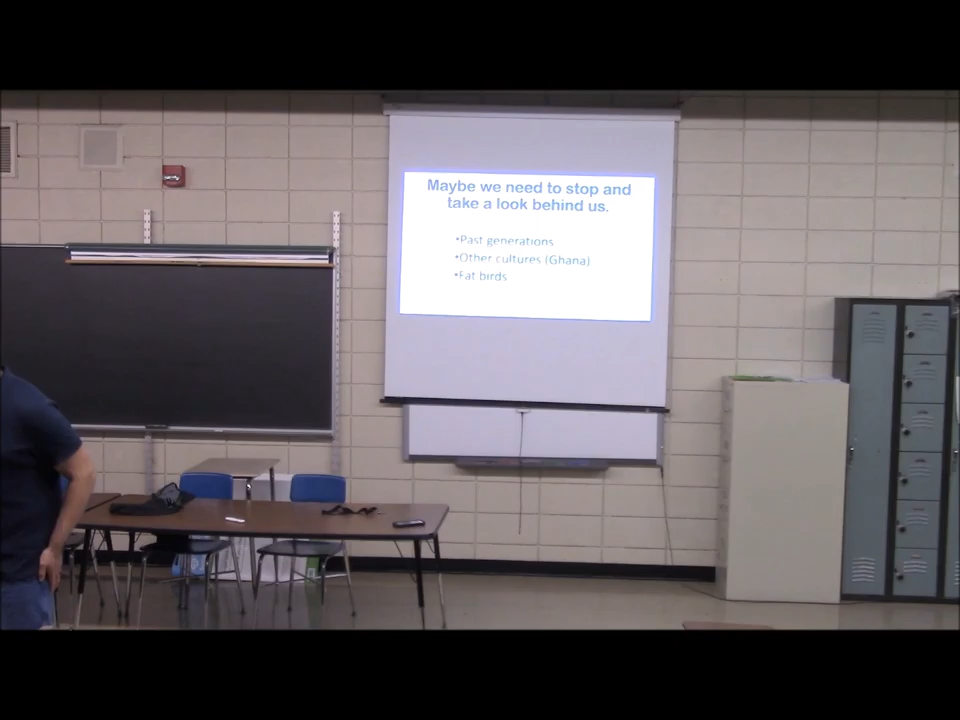 Maybe we need to stop and
take a look behind us.
•Past generations
•Other cultures (Ghana)
•Fat birds